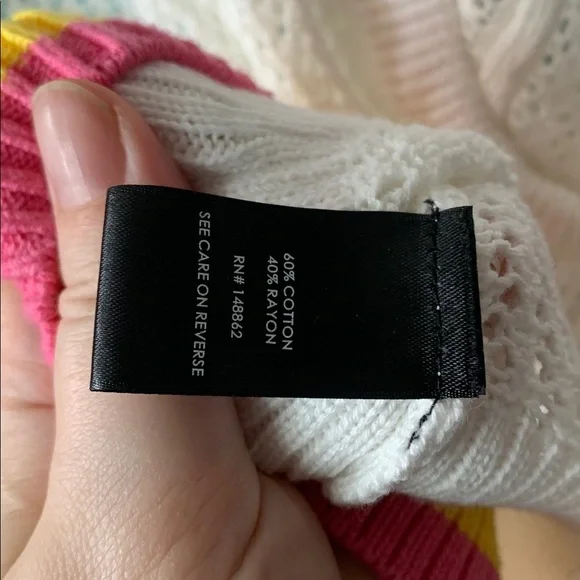 60% COTTON
40% RAYON
RN# 148862
SEE CARE ON REVERSE